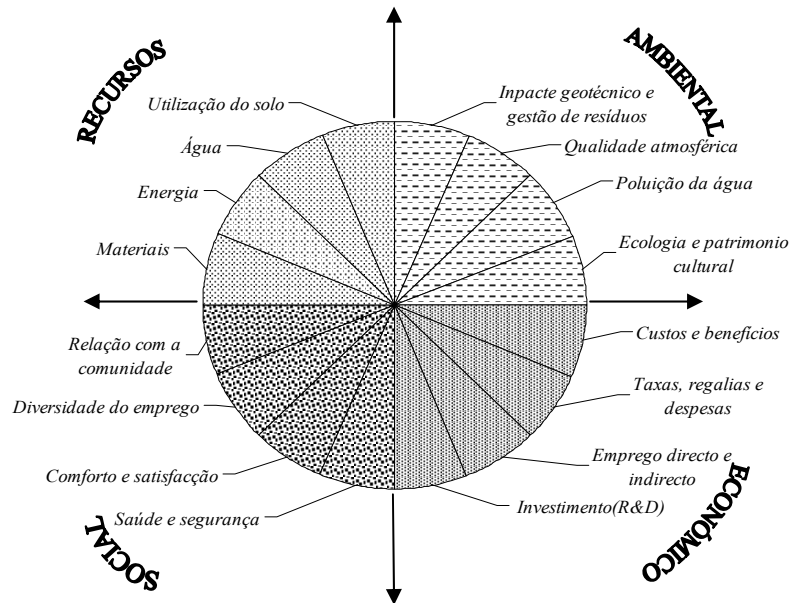 RECURSOS
AMBIENTAL
Utilização do solo
Água
Energia
Materiais
Inpacte geotécnico e
gestão de resíduos
Qualidade atmosférica
Poluição da água
Ecologia e patrimonio
cultural
Relação com a
comunidade
Diversidade do emprego
Comforto e satisfacção
Saúde e segurança
Custos e benefícios
Taxas, regalias e
despesas
Emprego directo e
indirecto
Investimento(R&D)
SOCIAL
ECONÓMICO